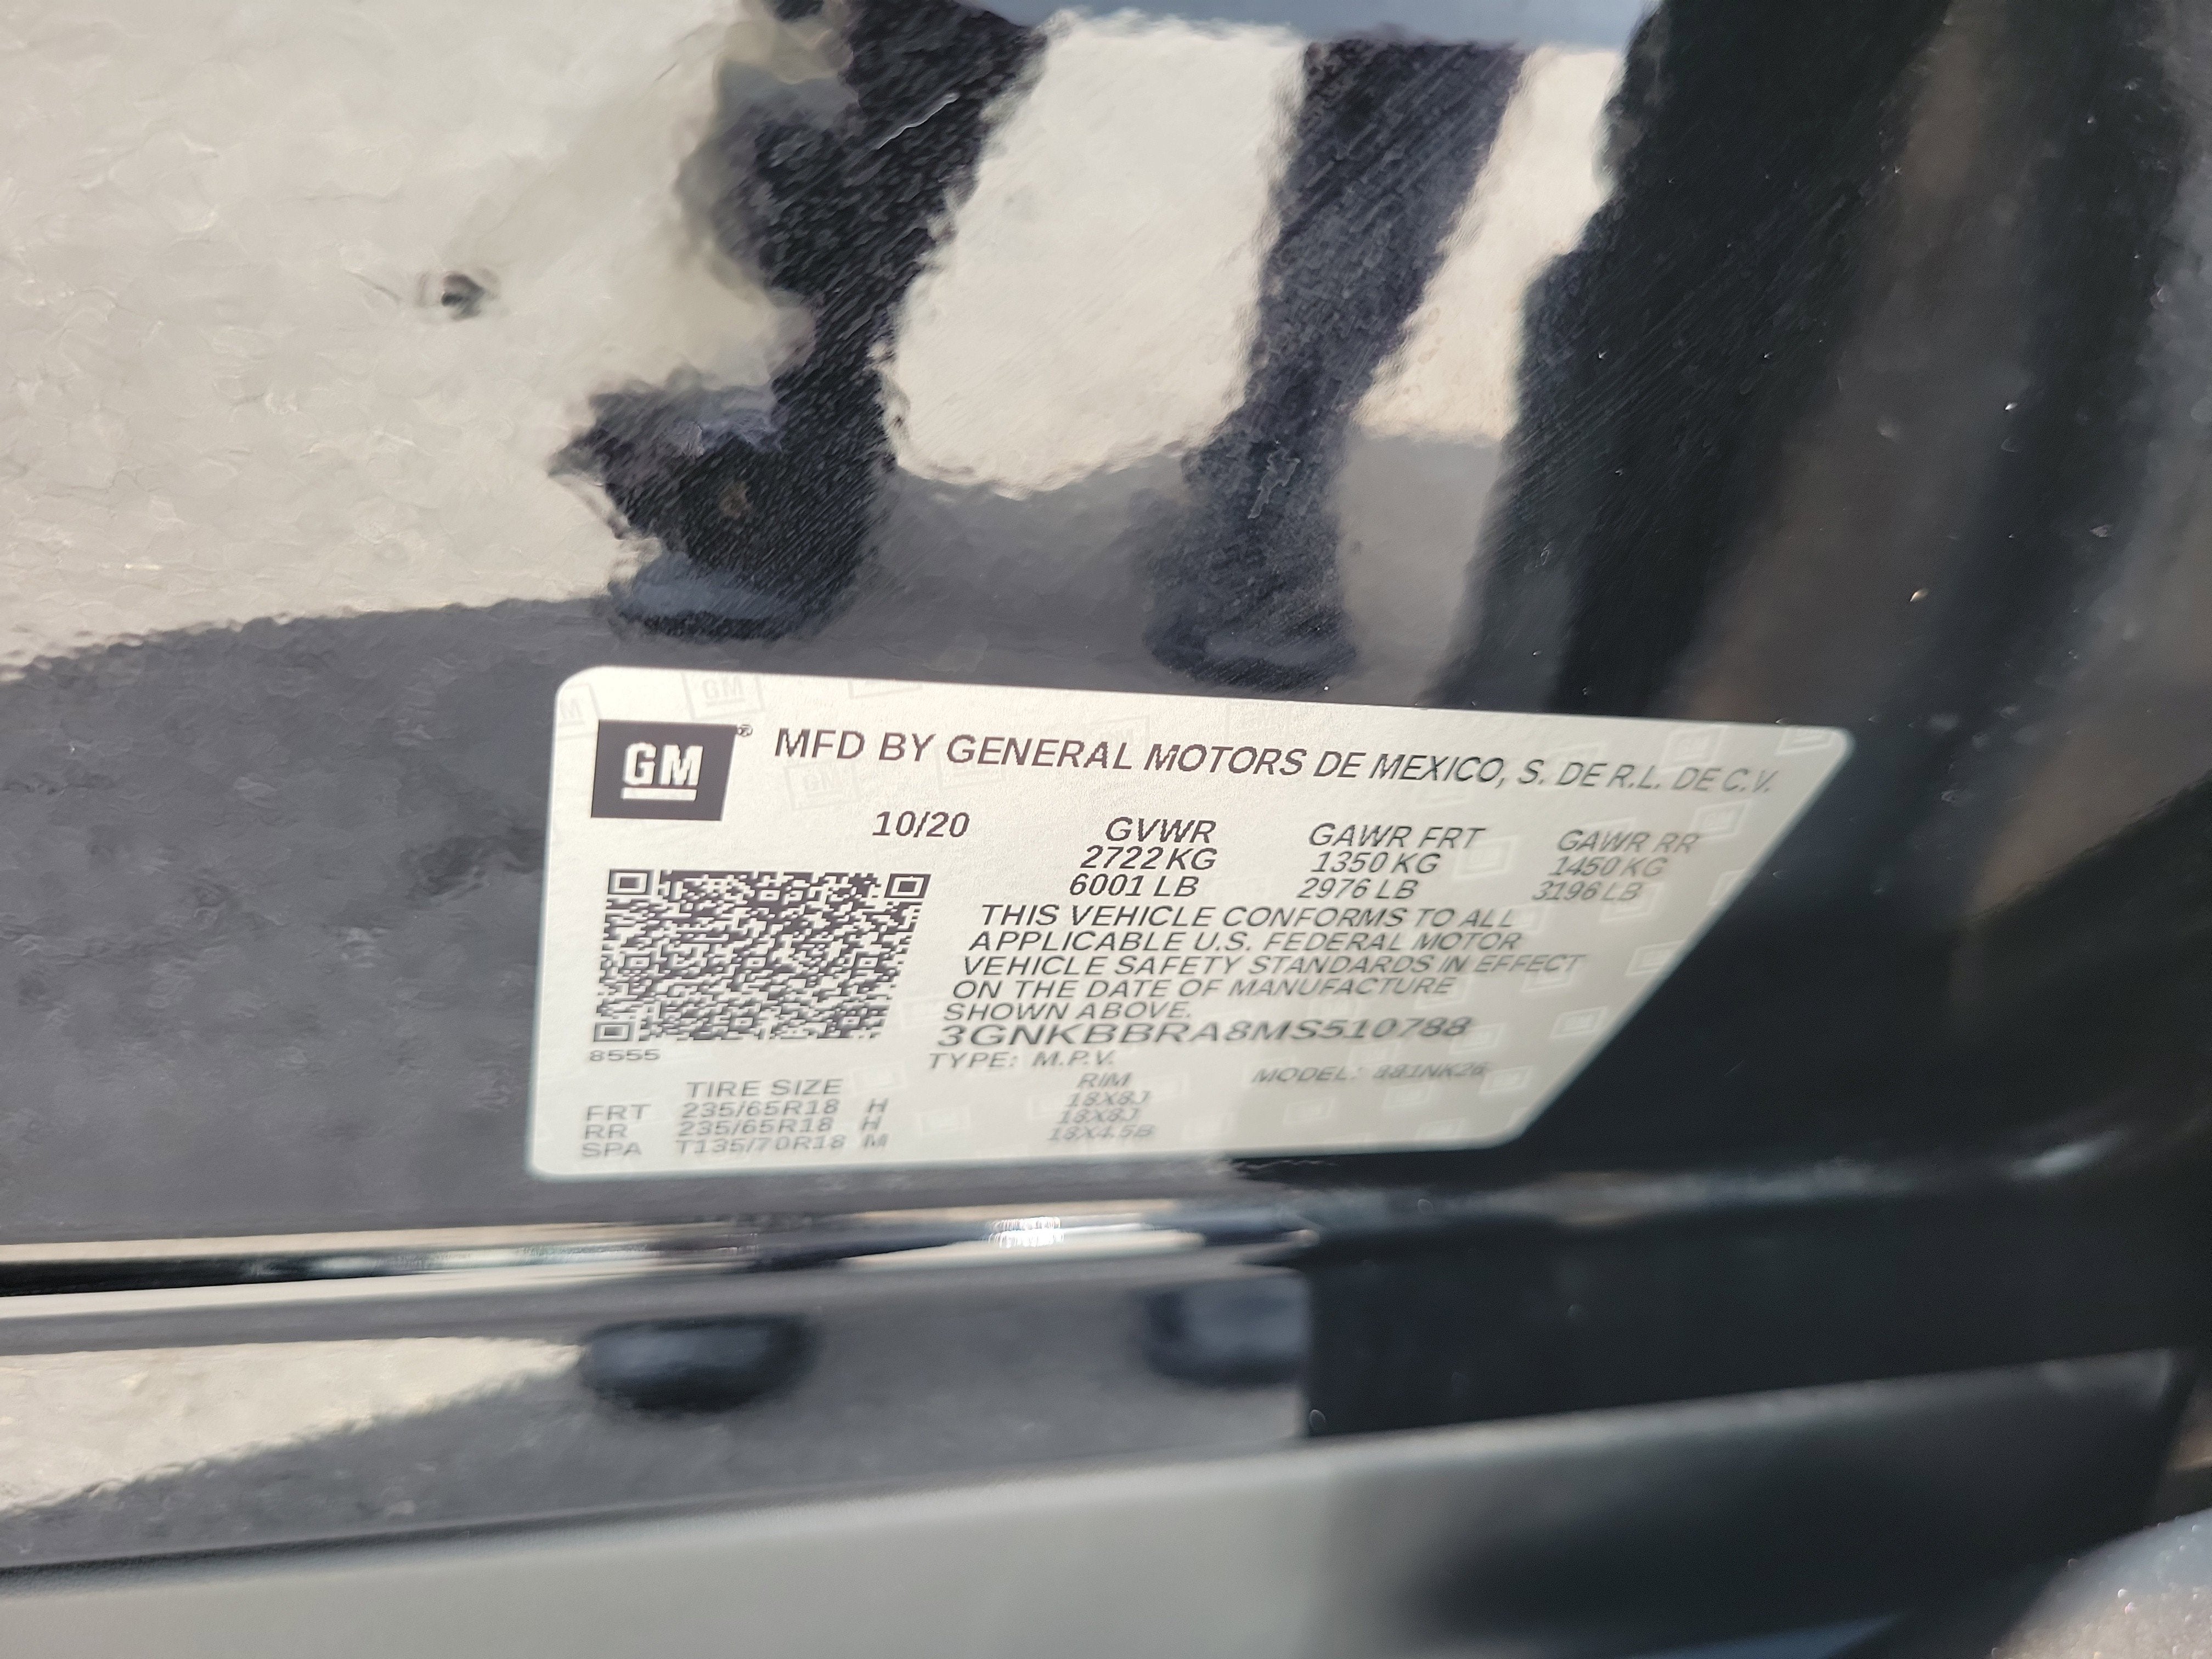 GM® MFD BY GENERAL MOTORS DE MEXICO, S. DE R.L. DE C.V.
10/20 GVWR GAWR FRT GAWR RR
2722 KG 1350 KG 1450 KG
6001 LB 2976 LB 3196 LB
THIS VEHICLE CONFORMS TO ALL
APPLICABLE U.S. FEDERAL MOTOR
VEHICLE SAFETY STANDARDS IN EFFECT
ON THE DATE OF MANUFACTURE
SHOWN ABOVE.
3GNKBBRA8MS510788
8555 TYPE: M.P.V. MODEL:
TIRE SIZE RIM
FRT 235/65R18 H 18X8J
RR 235/65R18 H 18X8J
SPA T135/70R18 M 18X4.5B